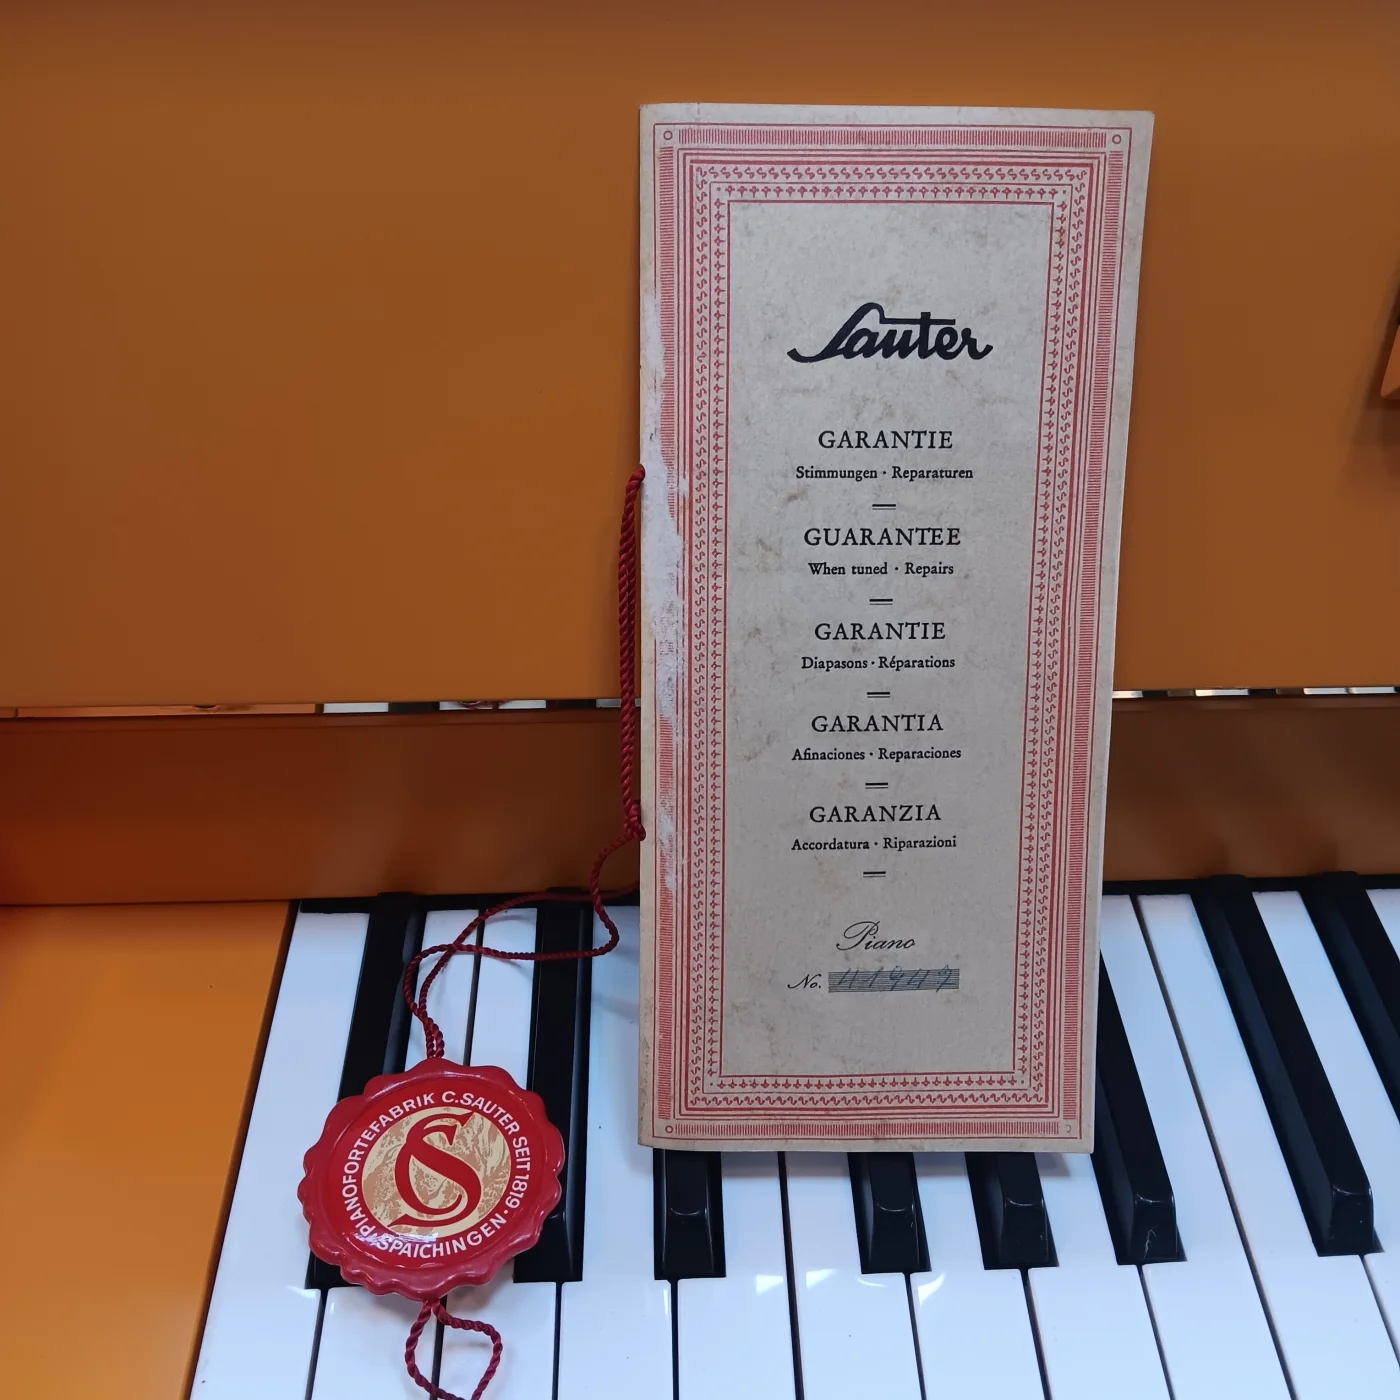 Sauter
GARANTIE
Stimmungen · Reparaturen
GUARANTEE
When tuned · Repairs
GARANTIE
Diapasons · Réparations
GARANTIA
Afinaciones · Reparaciones
GARANZIA
Accordatura · Riparazioni
Piano
No.
PIANOFORTEFABRIK C.SAUTER SEIT 1819 · SPAICHINGEN ·
S